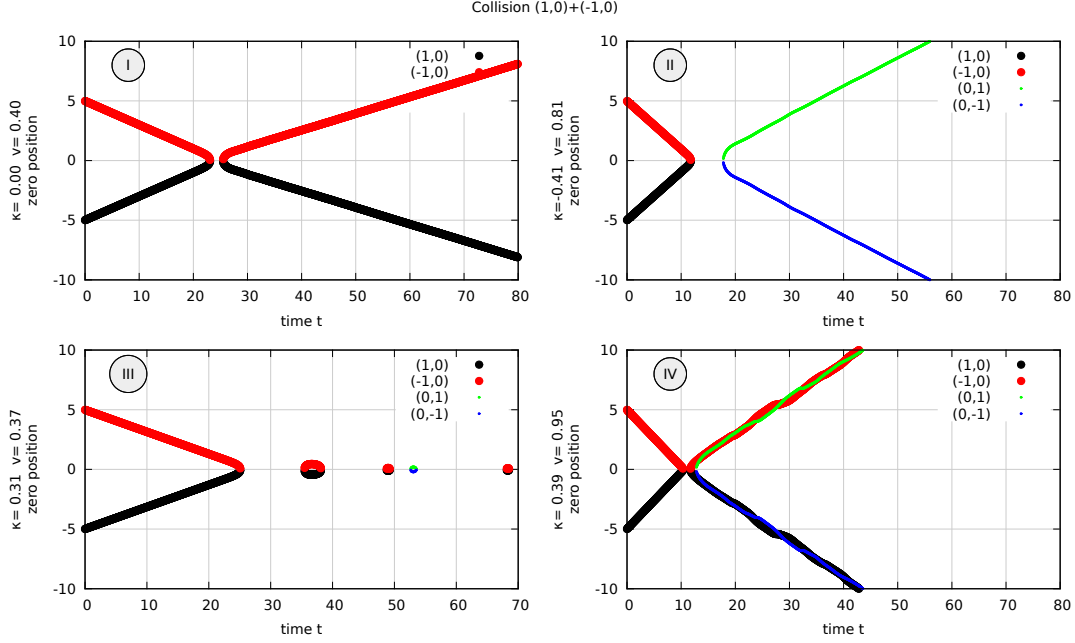 Collision (1,0)+(-1,0)
I
(1,0)
(-1,0)
κ= 0.00 v= 0.40
zero position
10
5
0
-5
-10
0 10 20 30 40 50 60 70 80
time t
II
(1,0)
(-1,0)
(0,1)
(0,-1)
κ=-0.41 v= 0.81
zero position
10
5
0
-5
-10
0 10 20 30 40 50 60 70 80
time t
III
(1,0)
(-1,0)
(0,1)
(0,-1)
κ= 0.31 v= 0.37
zero position
10
5
0
-5
-10
0 10 20 30 40 50 60 70
time t
IV
(1,0)
(-1,0)
(0,1)
(0,-1)
κ= 0.39 v= 0.95
zero position
10
5
0
-5
-10
0 10 20 30 40 50 60 70 80
time t